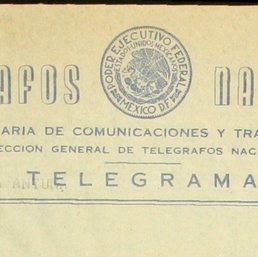 PODER EJECUTIVO FEDERAL
ESTADOS UNIDOS MEXICANOS
MEXICO D.F.
AFOS NA
ARIA DE COMUNICACIONES Y TRA
ECCION GENERAL DE TELEGRAFOS NAC
TELEGRAMA